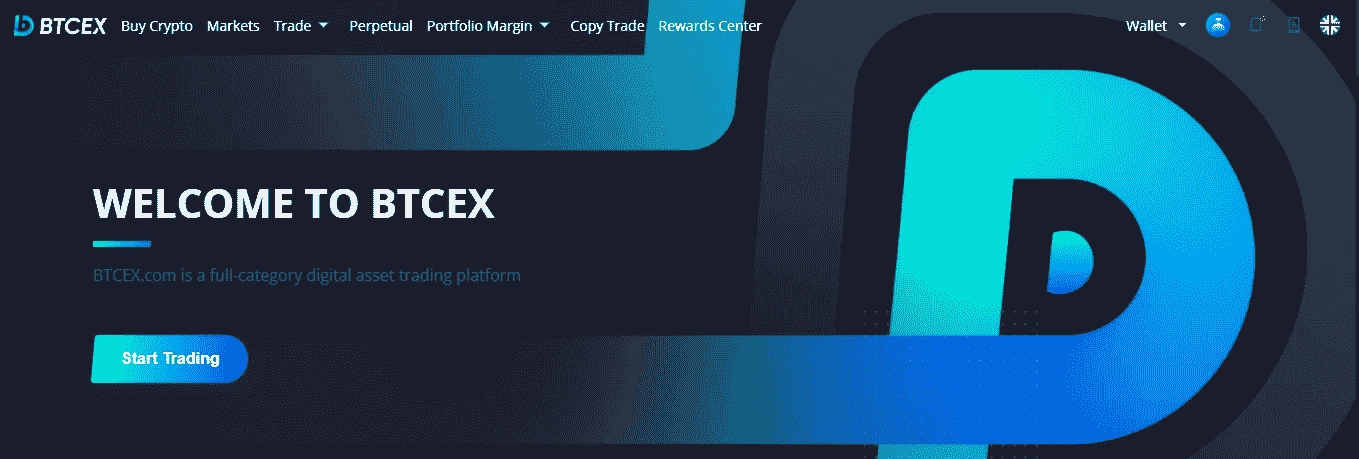 BTCEX Buy Crypto Markets Trade Perpetual Portfolio Margin Copy Trade Rewards Center Wallet
WELCOME TO BTCEX
BTCEX.com is a full-category digital asset trading platform
Start Trading